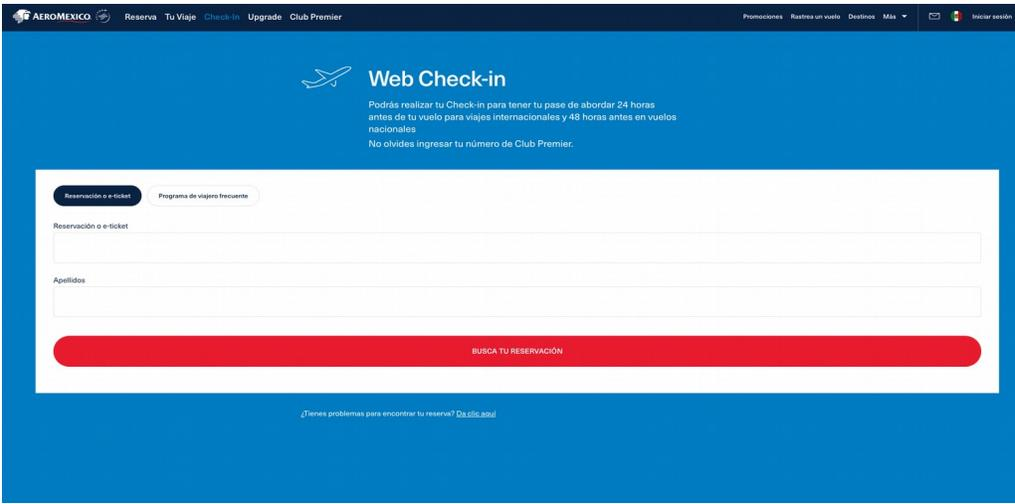 AEROMEXICO. Reserva Tu Viaje Check-In Upgrade Club Premier Promociones Rastrea un vuelo Destinos Más Iniciar sesión
Web Check-in
Podrás realizar tu Check-in para tener tu pase de abordar 24 horas
antes de tu vuelo para viajes internacionales y 48 horas antes en vuelos
nacionales
No olvides ingresar tu número de Club Premier.
Reservación o e-ticket Programa de viajero frecuente
Reservación o e-ticket
Apellidos
BUSCA TU RESERVACIÓN
¿Tienes problemas para encontrar tu reserva? Da clic aquí